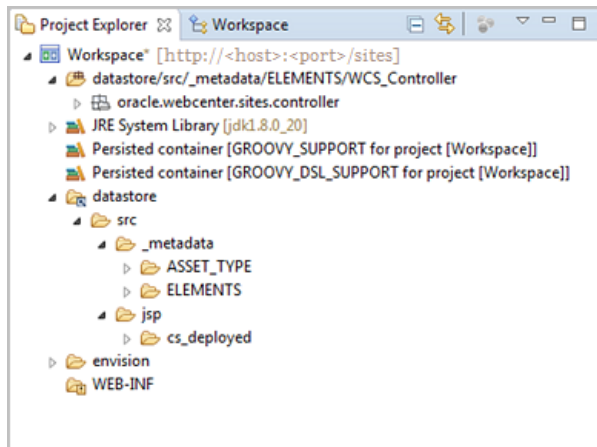 Project Explorer Workspace
Workspace* [http://<host>:<port>/sites]
datastore/src/_metadata/ELEMENTS/WCS_Controller
oracle.webcenter.sites.controller
JRE System Library [jdk1.8.0_20]
Persisted container [GROOVY_SUPPORT for project [Workspace]]
Persisted container [GROOVY_DSL_SUPPORT for project [Workspace]]
datastore
src
_metadata
ASSET_TYPE
ELEMENTS
jsp
cs_deployed
envision
WEB-INF